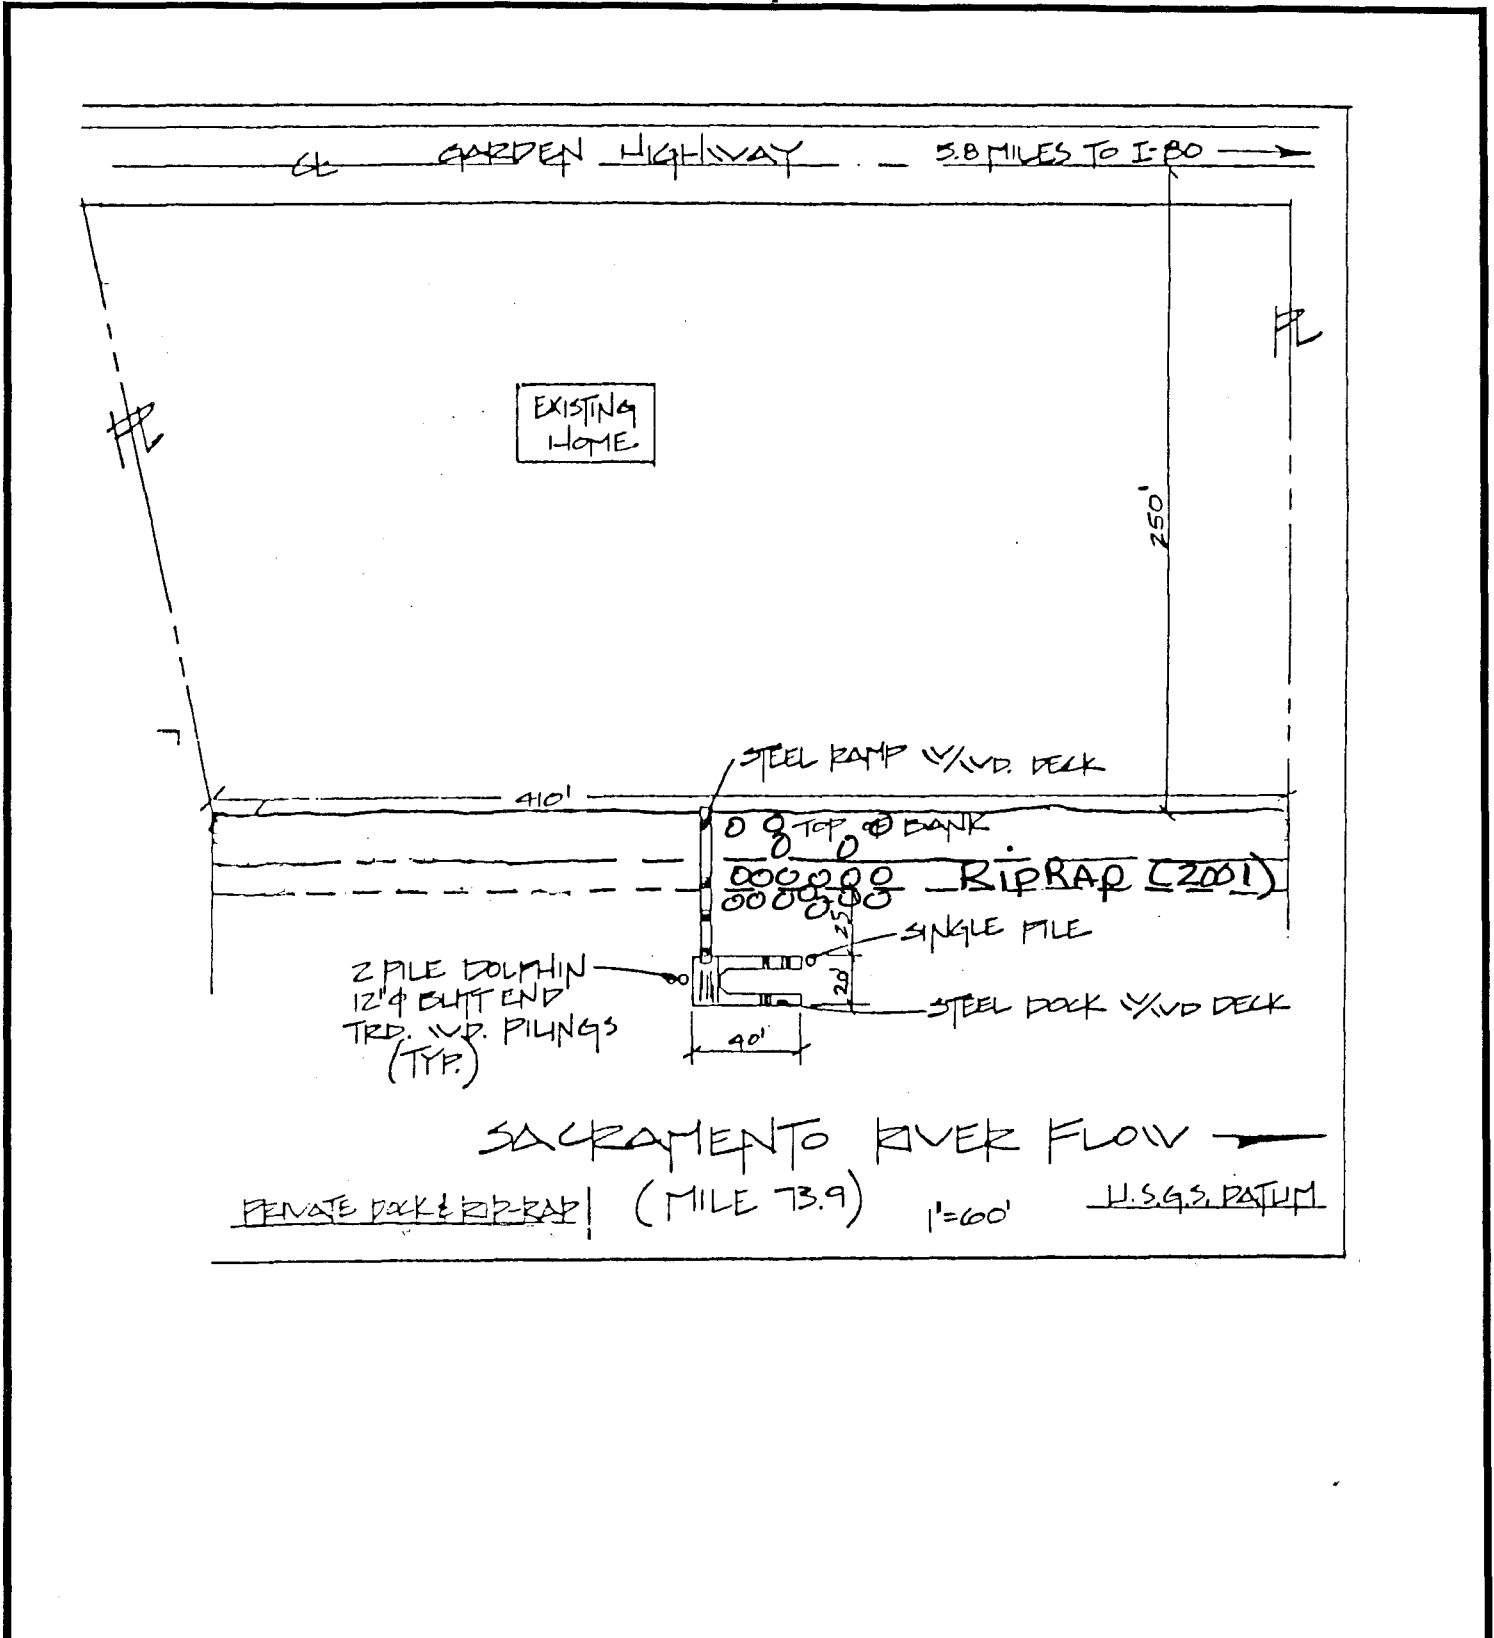 CL GARDEN HIGHWAY 5.8 MILES TO I-80
PL
PL
EXISTING
HOME
250'
STEEL RAMP W/WD. DECK
410'
TOP OF BANK
RIPRAP (2001)
25'
SINGLE PILE
2 PILE DOLPHIN
12"φ BUTT END
TRD. WD. PILINGS
(TYP.)
20'
STEEL DOCK W/WD DECK
40'
SACRAMENTO RIVER FLOW
PRIVATE DOCK & RIP-RAP
(MILE 73.9)
1"=60'
U.S.G.S. DATUM